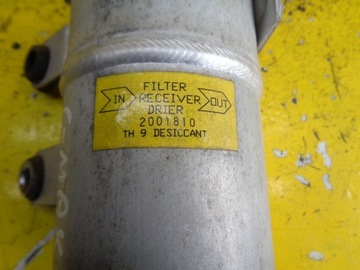 FILTER
IN RECEIVER OUT
DRIER
2001810
TH 9 DESICCANT